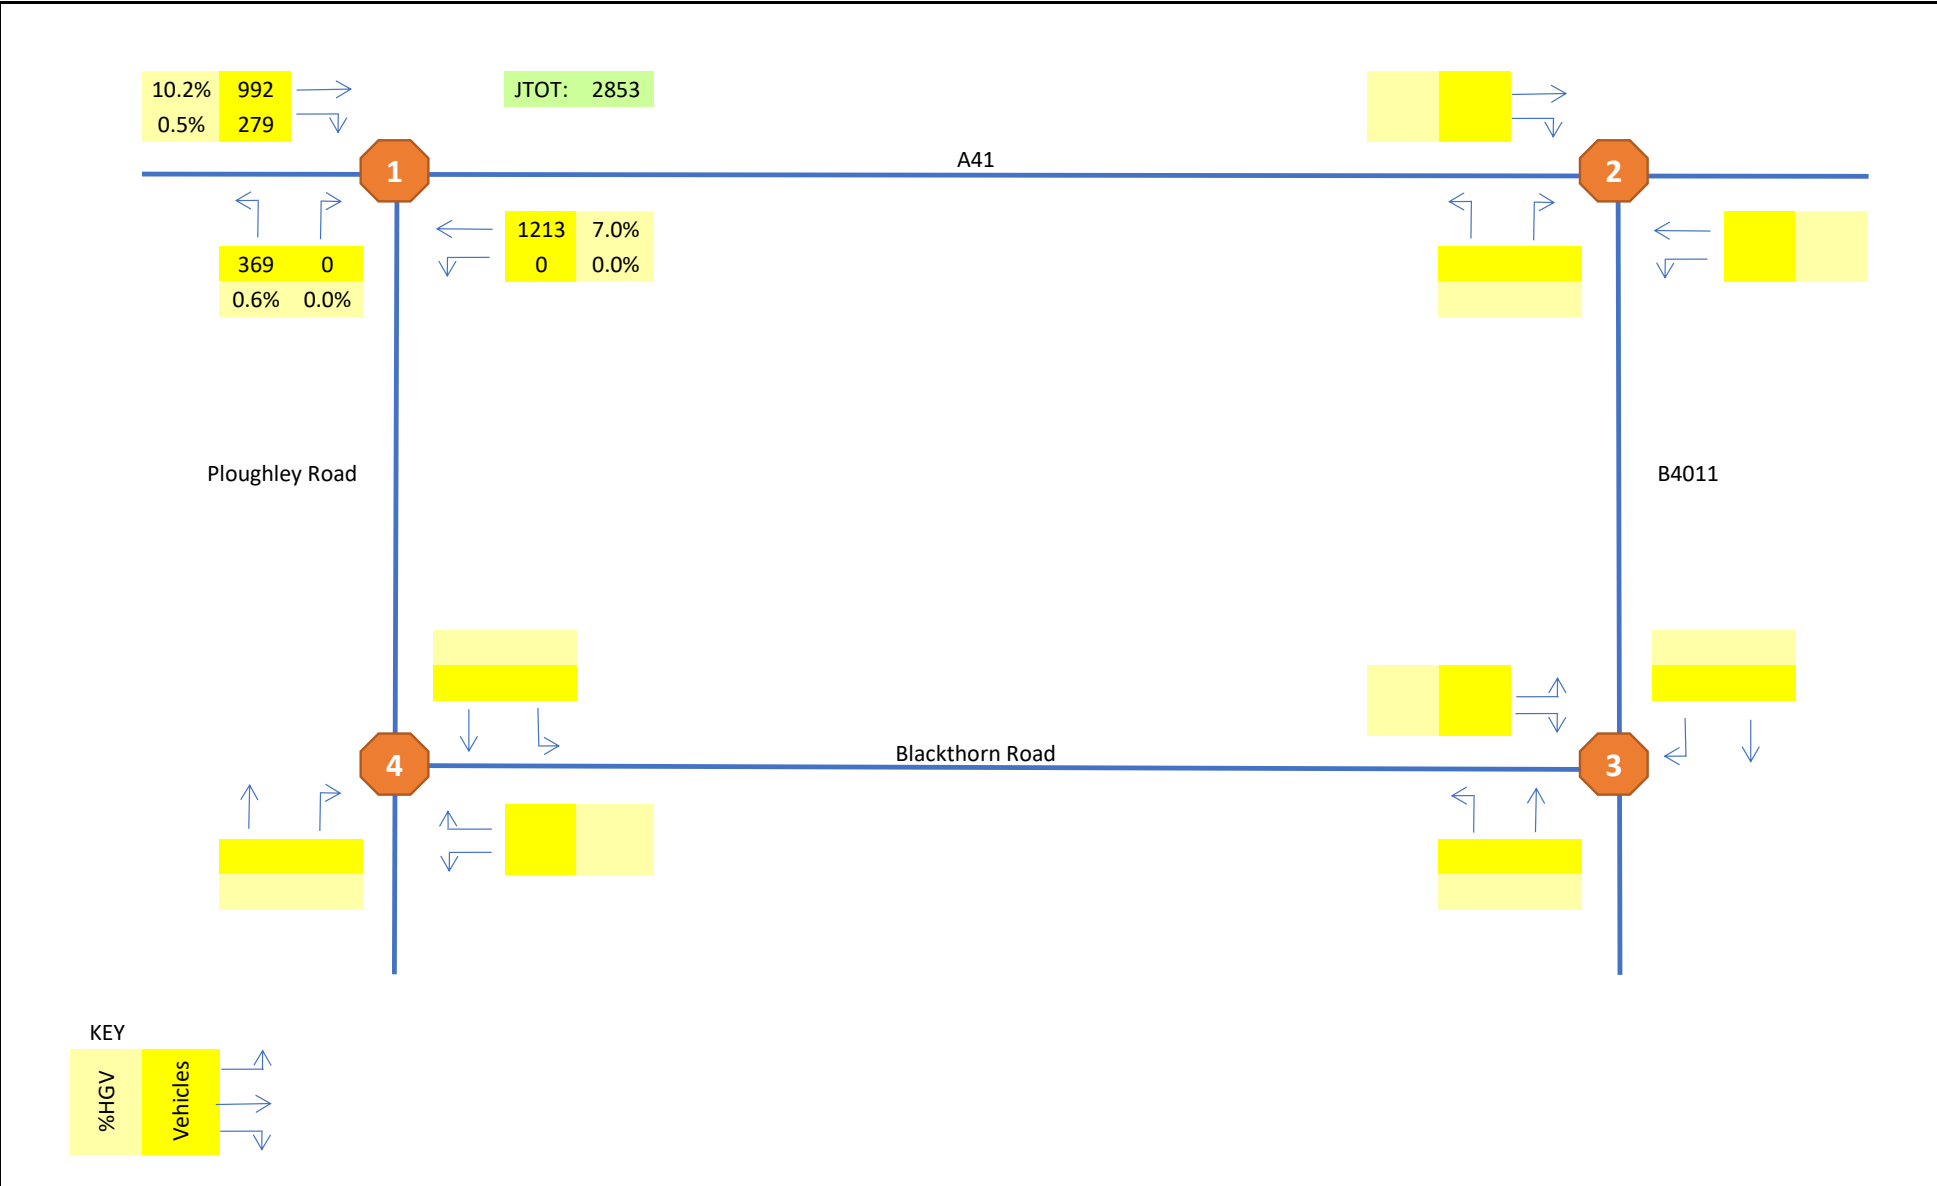 10.2% 992
0.5% 279
JTOT: 2853
1
A41
2
369 0
0.6% 0.0%
1213 7.0%
0 0.0%
Ploughley Road
B4011
4
Blackthorn Road
3
KEY
%HGV
Vehicles